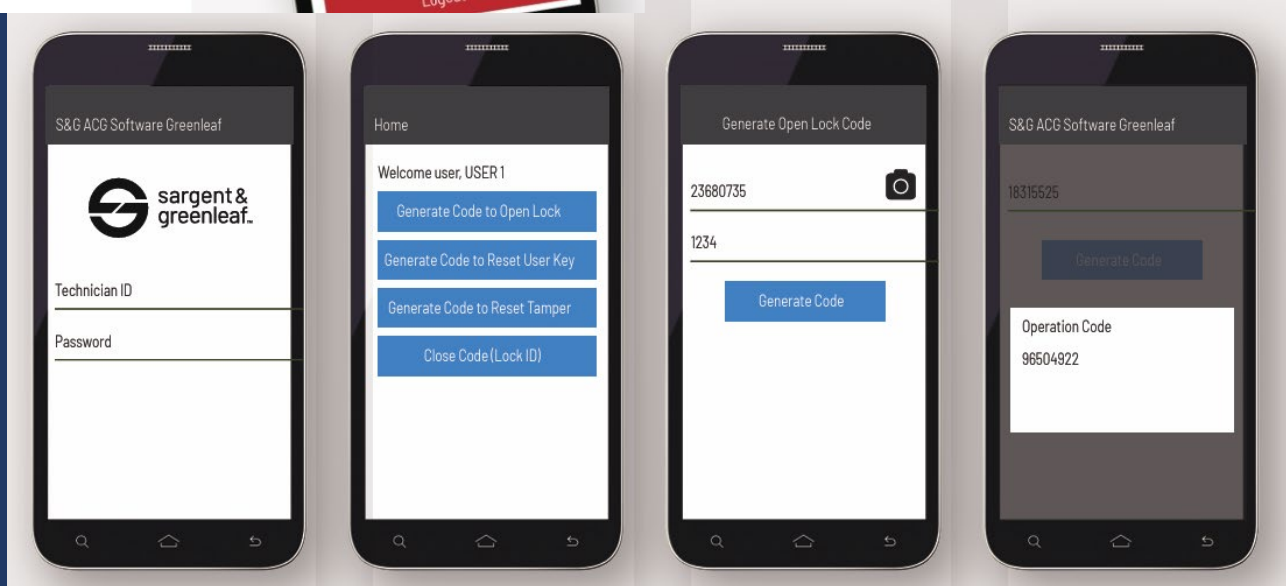 Logout
S&G ACG Software Greenleaf
sargent &
greenleaf™
Technician ID
Password
Home
Welcome user, USER 1
Generate Code to Open Lock
Generate Code to Reset User Key
Generate Code to Reset Tamper
Close Code (Lock ID)
Generate Open Lock Code
23680735
1234
Generate Code
S&G ACG Software Greenleaf
18315525
Generate Code
Operation Code
96504922